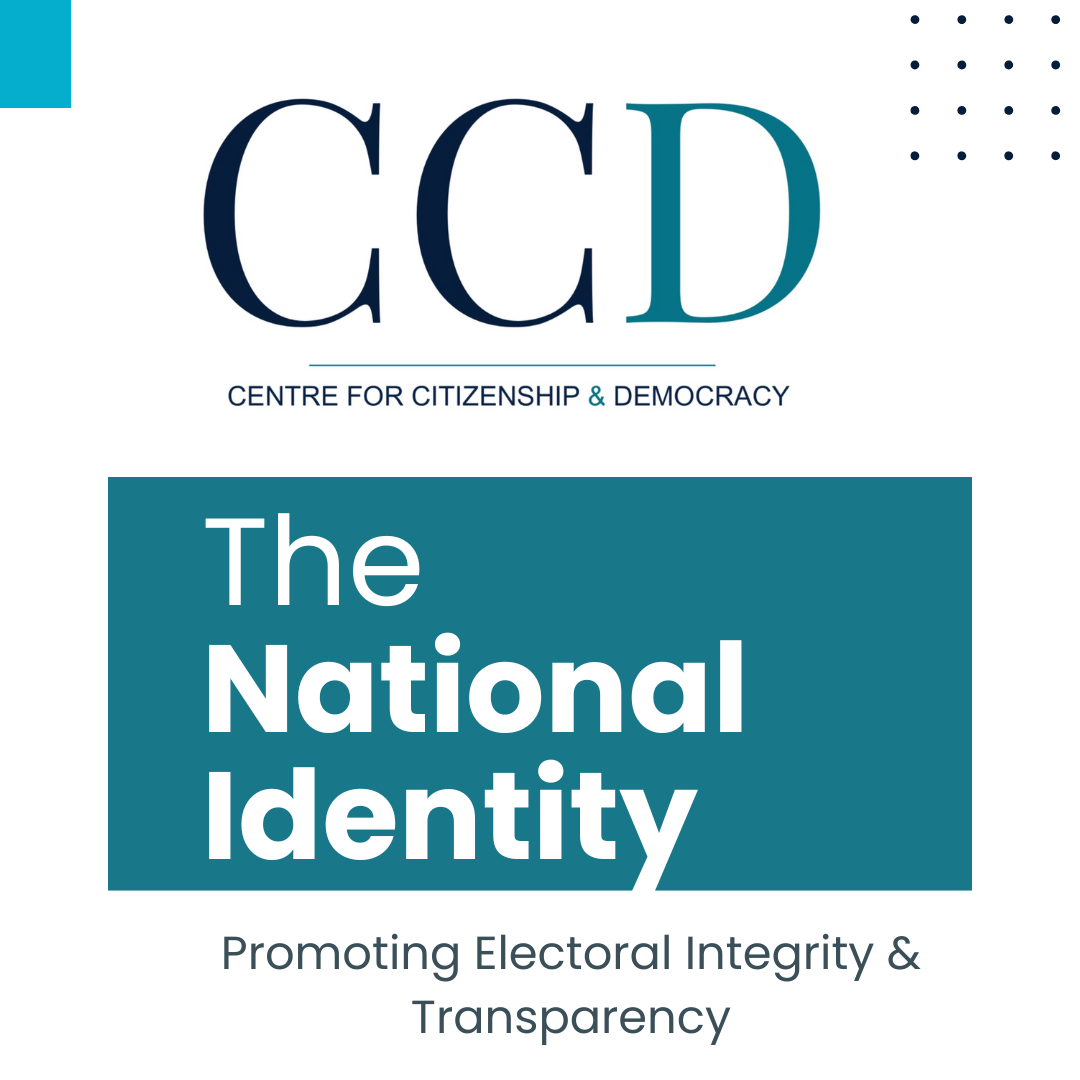 CCD
CENTRE FOR CITIZENSHIP & DEMOCRACY
The
National
Identity
Promoting Electoral Integrity &
Transparency